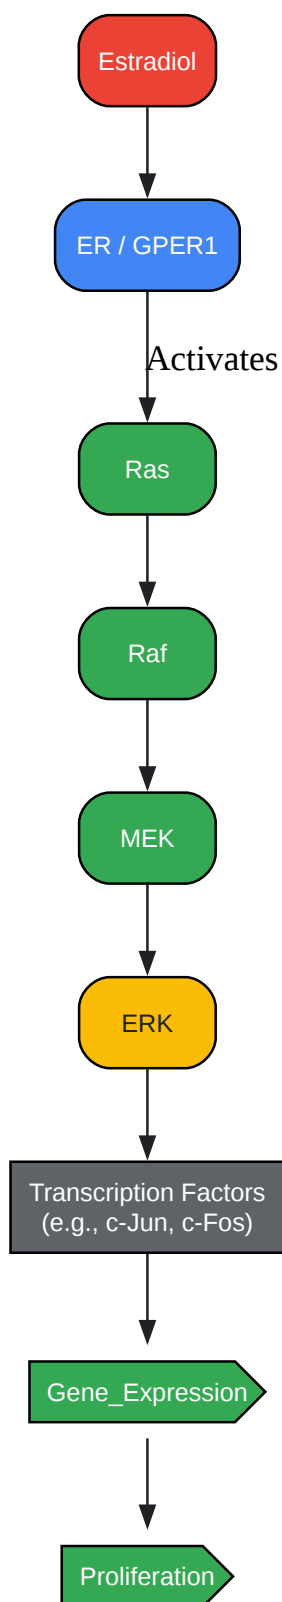 Estradiol
ER / GPER1
Activates
Ras
Raf
MEK
ERK
Transcription Factors
(e.g., c-Jun, c-Fos)
Gene_Expression
Proliferation